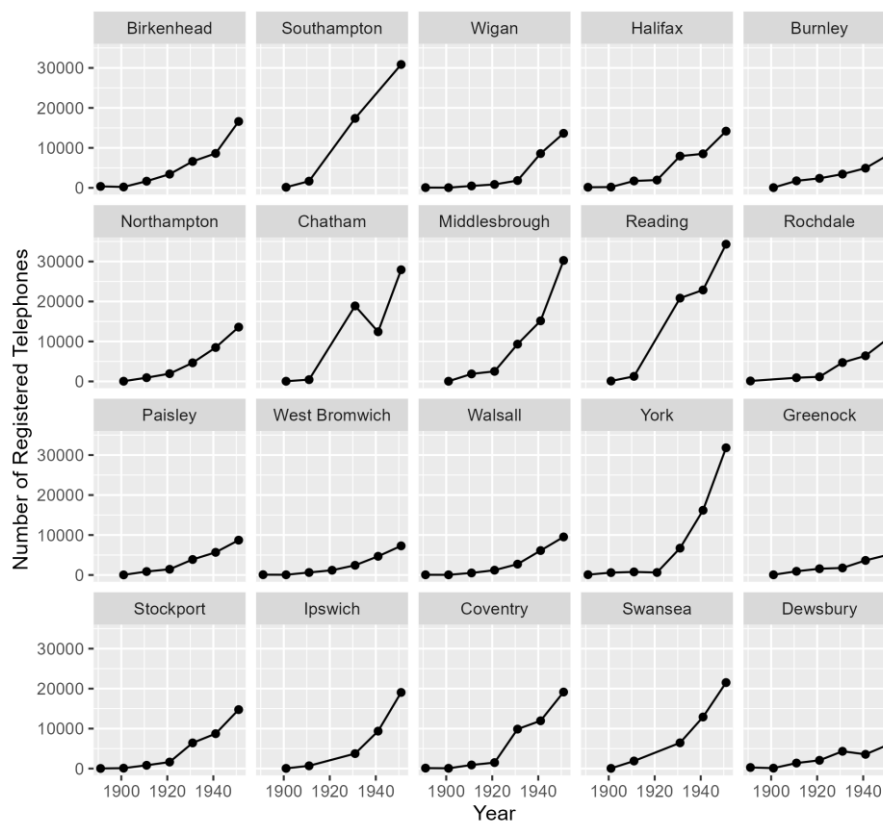 Birkenhead Southampton Wigan Halifax Burnley
30000
20000
10000
0
Northampton Chatham Middlesbrough Reading Rochdale
30000
20000
10000
0
Paisley West Bromwich Walsall York Greenock
30000
20000
10000
0
Stockport Ipswich Coventry Swansea Dewsbury
30000
20000
10000
0
1900 1920 1940 1900 1920 1940 1900 1920 1940 1900 1920 1940 1900 1920 1940
Year
Number of Registered Telephones